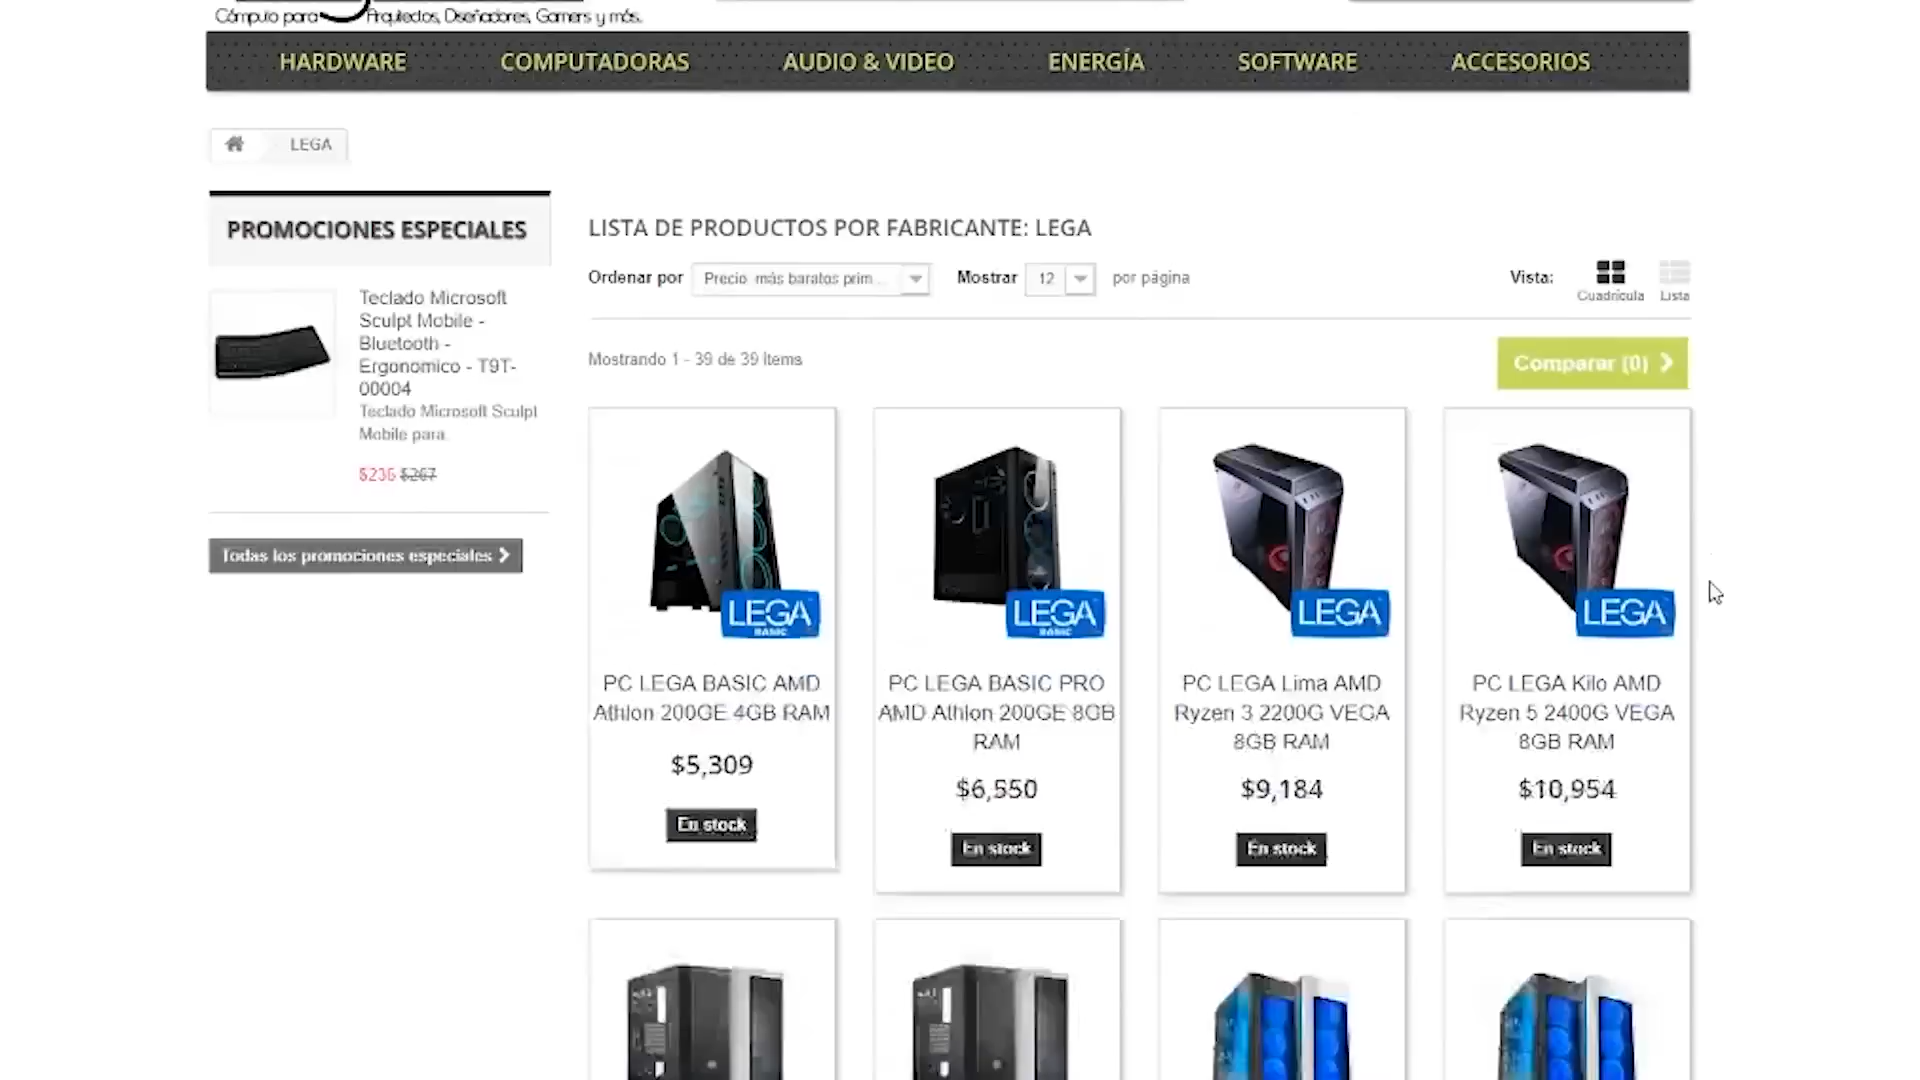 Cómputo para Arquitectos, Diseñadores, Gamers y más.
HARDWARE COMPUTADORAS AUDIO & VIDEO ENERGÍA SOFTWARE ACCESORIOS
LEGA
PROMOCIONES ESPECIALES
Teclado Microsoft
Sculpt Mobile -
Bluetooth -
Ergonomico - T9T-
00004
Teclado Microsoft Sculpt
Mobile para
$236 $267
Todas los promociones especiales
LISTA DE PRODUCTOS POR FABRICANTE: LEGA
Ordenar por Precio más baratos prim... Mostrar 12 por página Vista: Cuadrícula Lista
Mostrando 1 - 39 de 39 items
Comparar (0)
LEGA
BASIC
LEGA
BASIC
LEGA
LEGA
PC LEGA BASIC AMD
Athlon 200GE 4GB RAM
$5,309
En stock
PC LEGA BASIC PRO
AMD Athlon 200GE 8GB
RAM
$6,550
En stock
PC LEGA Lima AMD
Ryzen 3 2200G VEGA
8GB RAM
$9,184
En stock
PC LEGA Kilo AMD
Ryzen 5 2400G VEGA
8GB RAM
$10,954
En stock